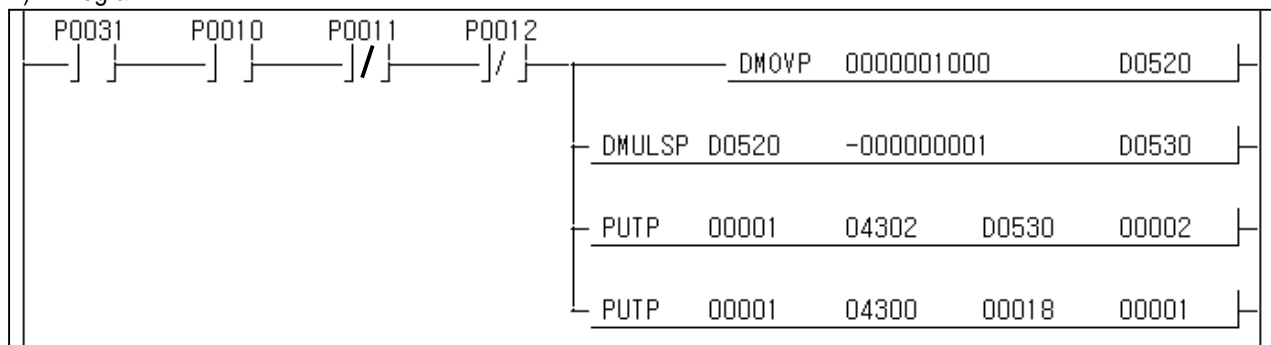 P0031 P0010 P0011 P0012
DMOVP 0000001000 D0520
DMULSP D0520 -000000001 D0530
PUTP 00001 04302 D0530 00002
PUTP 00001 04300 00018 00001